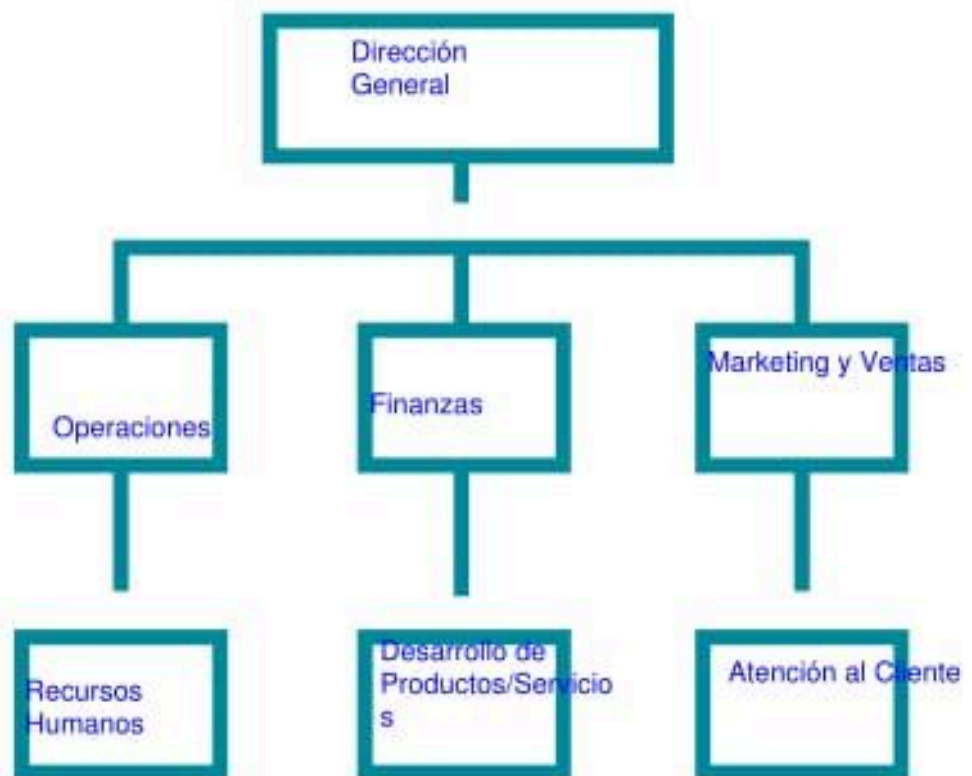 Dirección
General
Operaciones
Finanzas
Marketing y Ventas
Recursos
Humanos
Desarrollo de
Productos/Servicio
s
Atención al Cliente